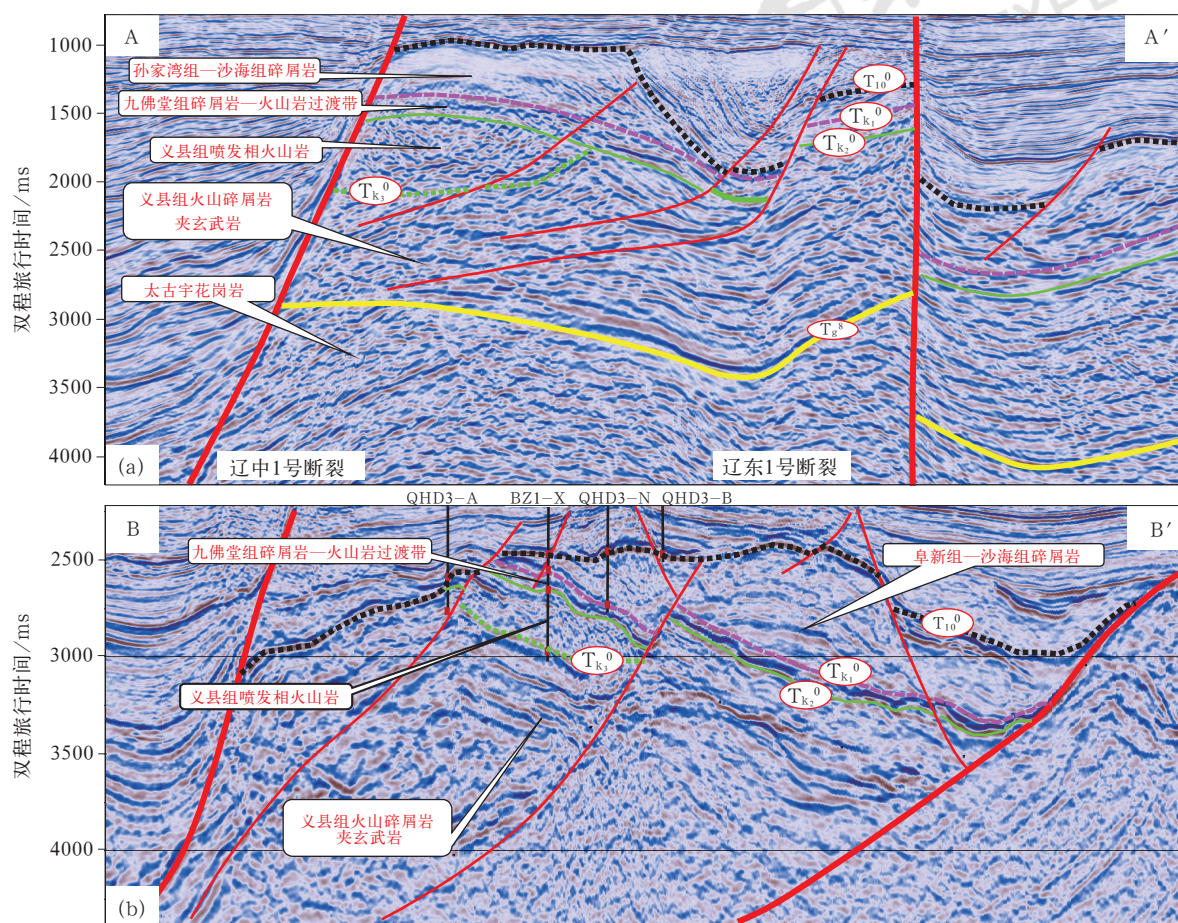 A
A′
1000
1500
2000
2500
3000
3500
4000
双程旅行时间/ms
孙家湾组—沙海组碎屑岩
九佛堂组碎屑岩—火山岩过渡带
义县组喷发相火山岩
义县组火山碎屑岩
夹玄武岩
太古宇花岗岩
T₁₀⁰
Tk₁⁰
Tk₂⁰
Tk₃⁰
Tg⁸
(a)
辽中1号断裂
辽东1号断裂
QHD3-A
BZ1-X
QHD3-N
QHD3-B
B
B′
2500
3000
3500
4000
双程旅行时间/ms
九佛堂组碎屑岩—火山岩过渡带
阜新组—沙海组碎屑岩
义县组喷发相火山岩
义县组火山碎屑岩
夹玄武岩
T₁₀⁰
Tk₃⁰
Tk₁⁰
Tk₂⁰
(b)